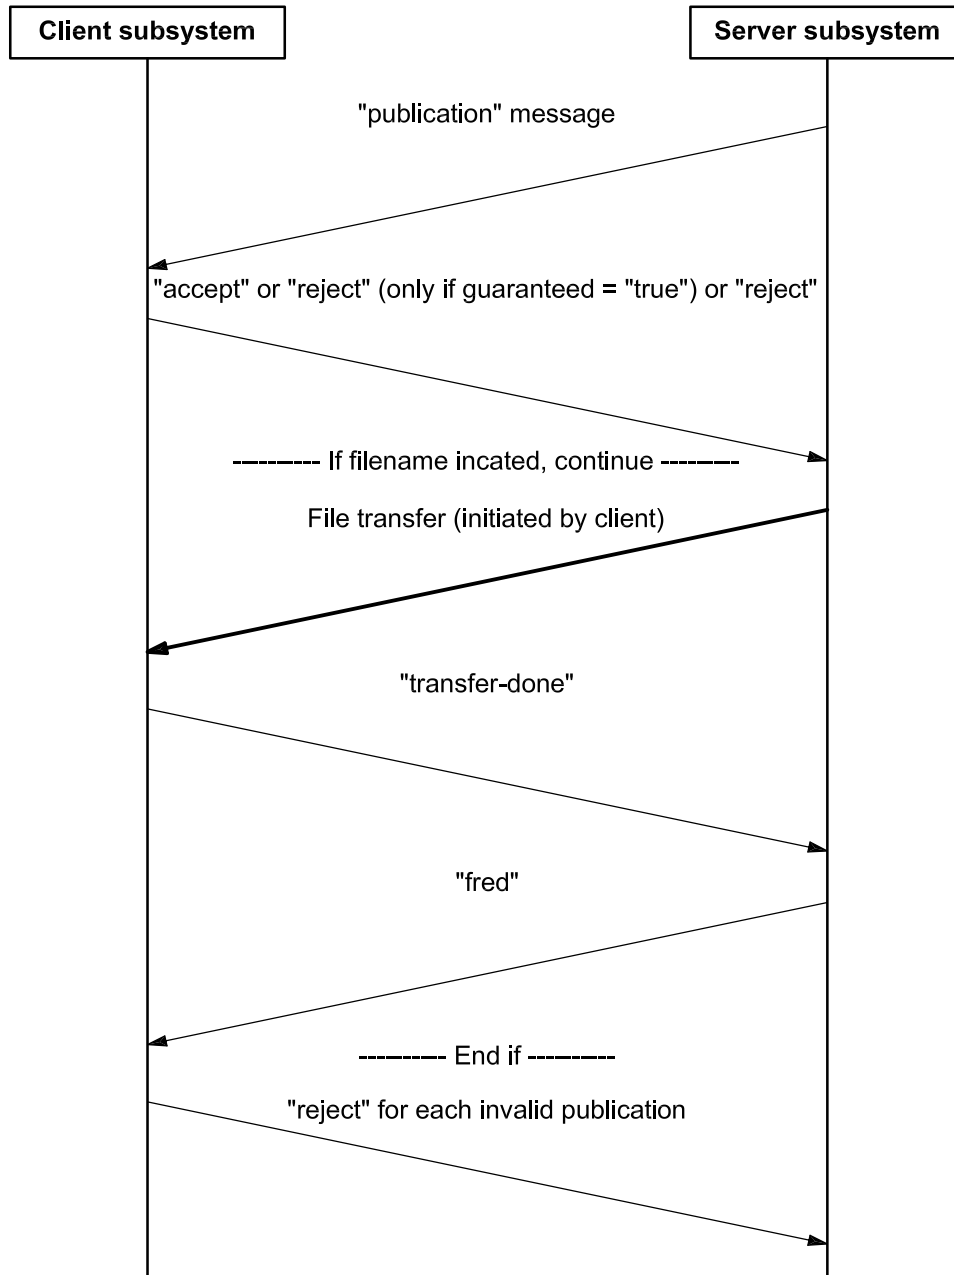 Client subsystem
Server subsystem
"publication" message
"accept" or "reject" (only if guaranteed = "true") or "reject"
---------- If filename incated, continue ---------
File transfer (initiated by client)
"transfer-done"
"fred"
---------- End if ----------
"reject" for each invalid publication